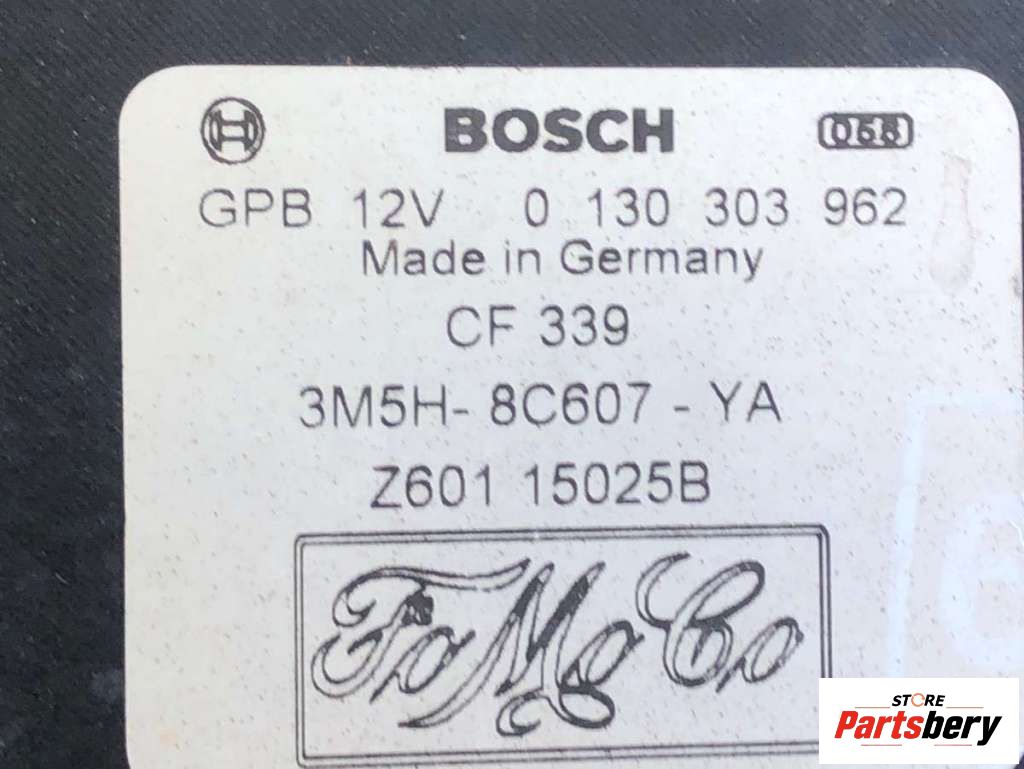 BOSCH 068
GPB 12V 0 130 303 962
Made in Germany
CF 339
3M5H- 8C607 - YA
Z601 15025B
FoMoCo
STORE
Partsbery